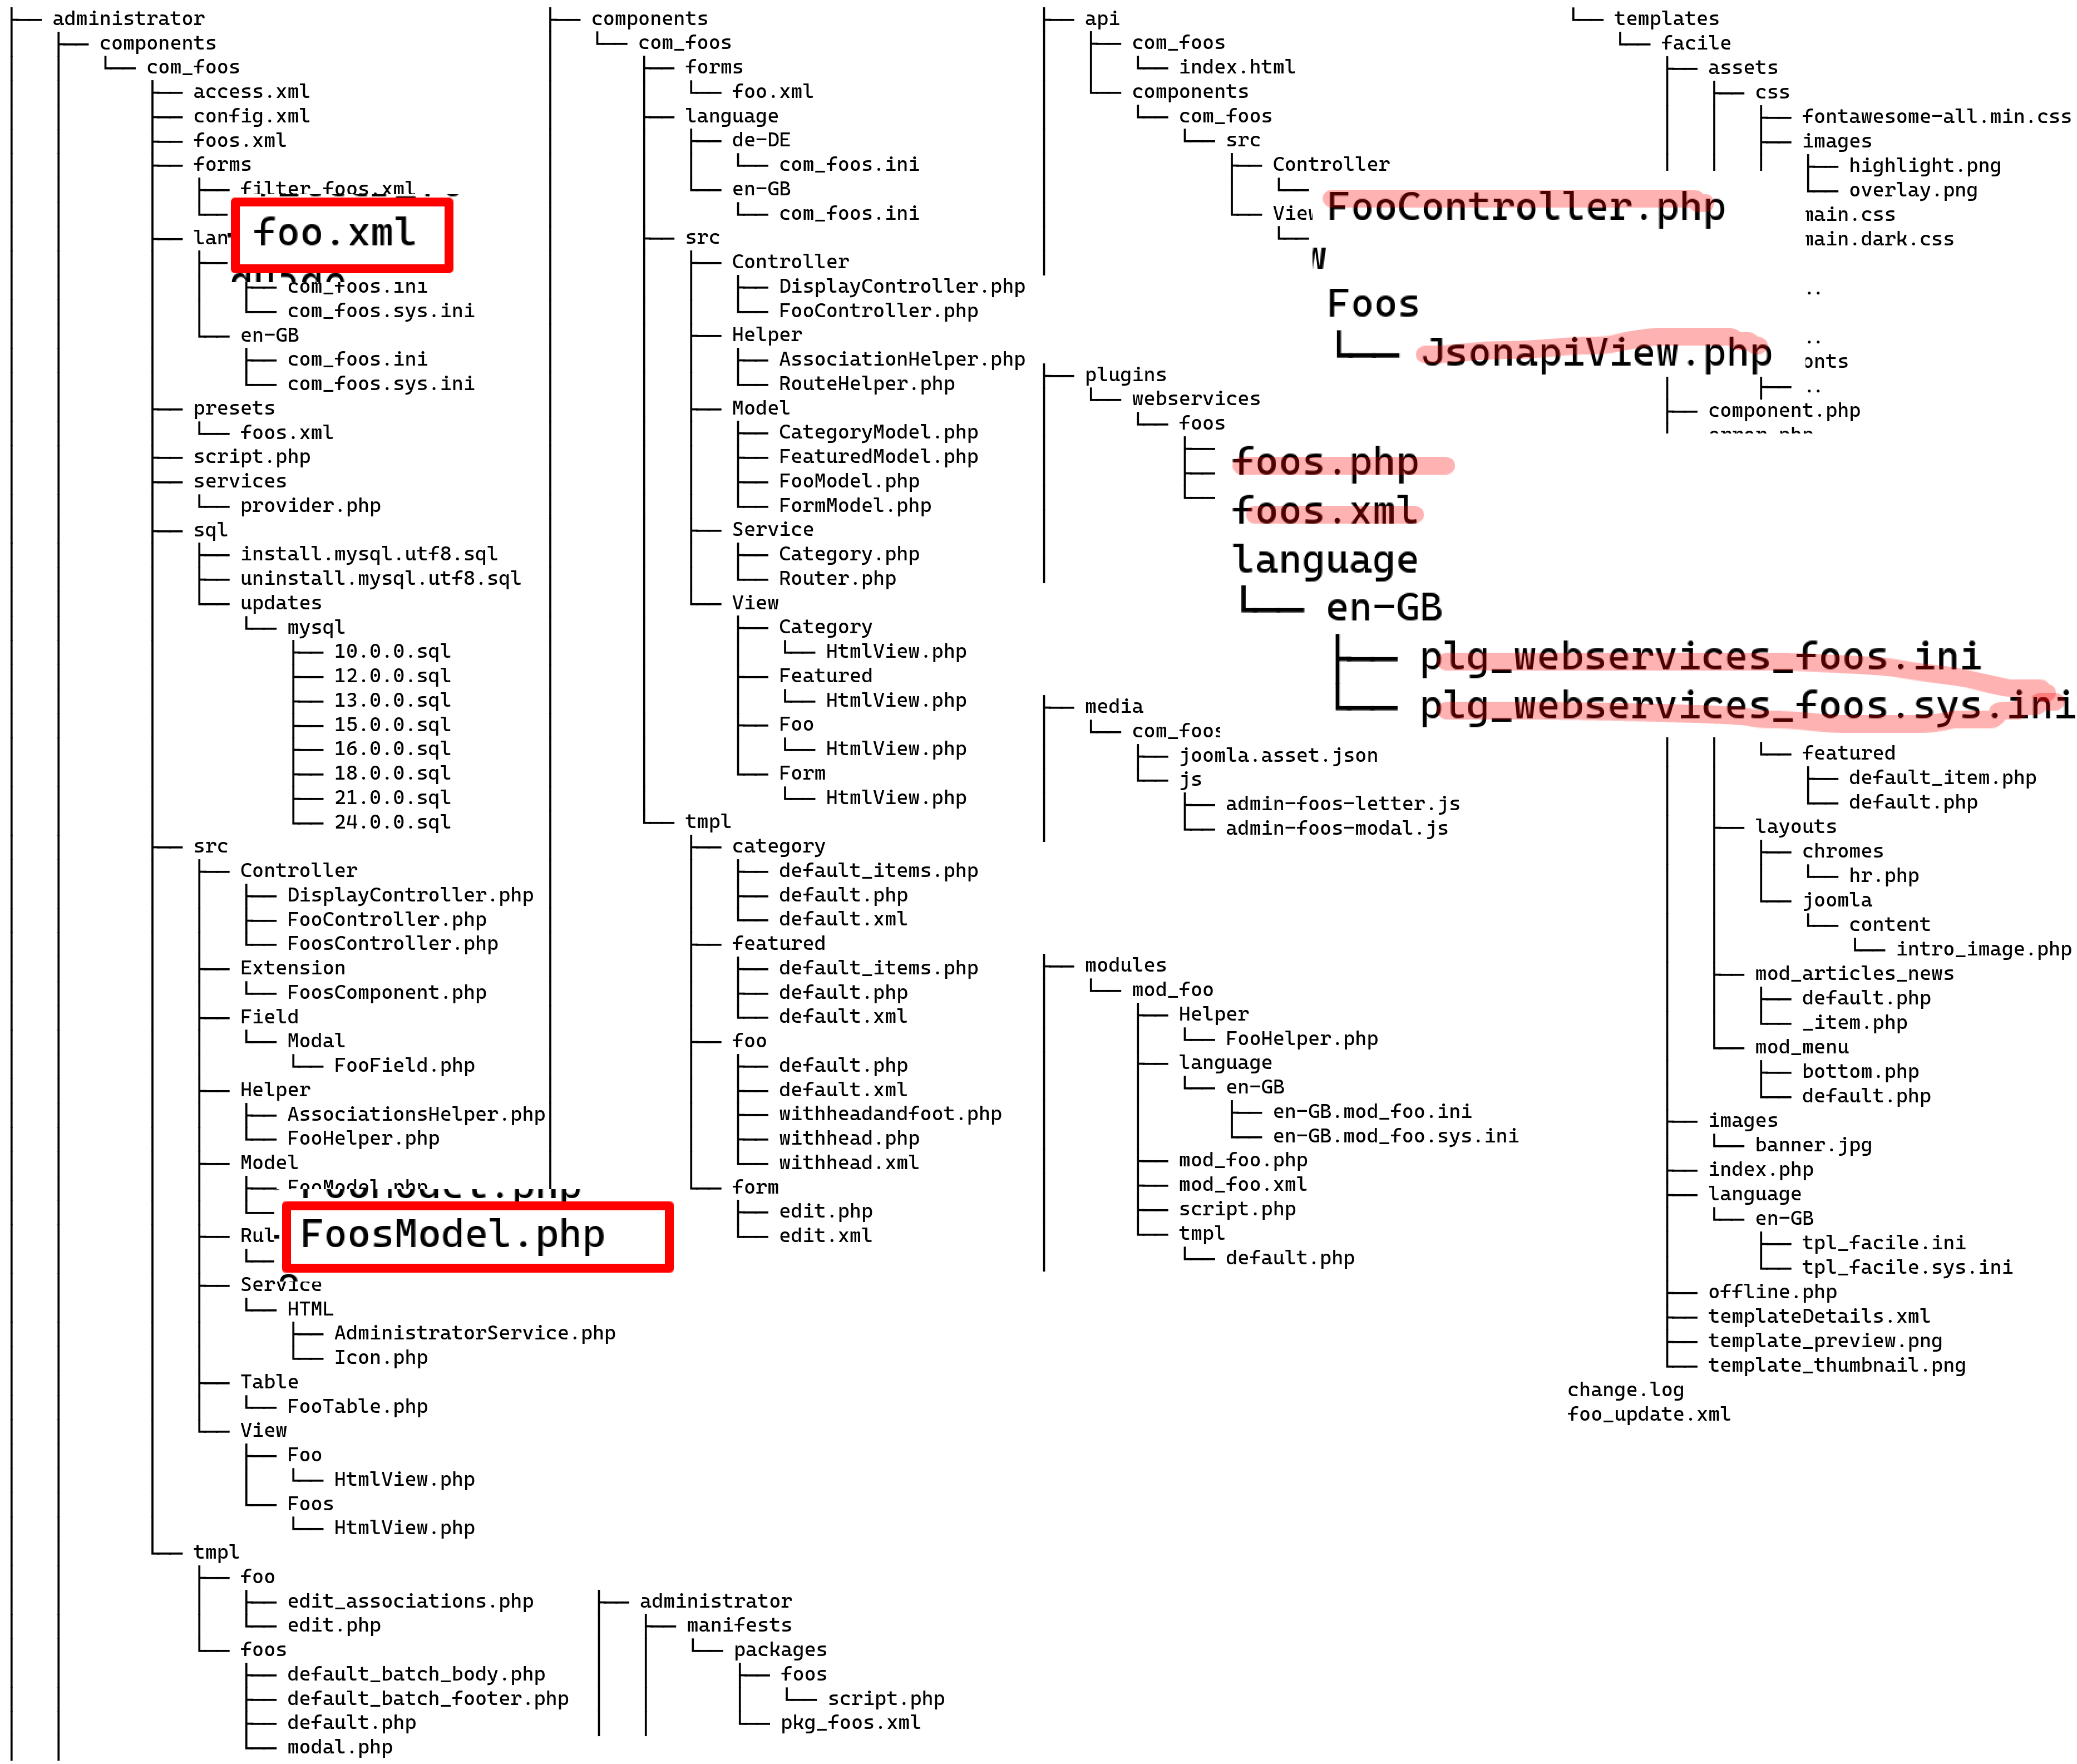 administrator
components
com_foos
access.xml
config.xml
foos.xml
forms
filter_foos.xml
foo.xml
com_foos.ini
com_foos.sys.ini
en-GB
com_foos.ini
com_foos.sys.ini
presets
foos.xml
script.php
services
provider.php
sql
install.mysql.utf8.sql
uninstall.mysql.utf8.sql
updates
mysql
10.0.0.sql
12.0.0.sql
13.0.0.sql
15.0.0.sql
16.0.0.sql
18.0.0.sql
21.0.0.sql
24.0.0.sql
src
Controller
DisplayController.php
FooController.php
FoosController.php
Extension
FoosComponent.php
Field
Modal
FooField.php
Helper
AssociationsHelper.php
FooHelper.php
Model
FooModel.php
FoosModel.php
Service
HTML
AdministratorService.php
Icon.php
Table
FooTable.php
View
Foo
HtmlView.php
Foos
HtmlView.php
tmpl
foo
edit_associations.php
edit.php
foos
default_batch_body.php
default_batch_footer.php
default.php
modal.php
components
com_foos
forms
foo.xml
language
de-DE
com_foos.ini
en-GB
com_foos.ini
src
Controller
DisplayController.php
FooController.php
Helper
AssociationHelper.php
RouteHelper.php
Model
CategoryModel.php
FeaturedModel.php
FooModel.php
FormModel.php
Service
Category.php
Router.php
View
Category
HtmlView.php
Featured
HtmlView.php
Foo
HtmlView.php
Form
HtmlView.php
tmpl
category
default_items.php
default.php
default.xml
featured
default_items.php
default.php
default.xml
foo
default.php
default.xml
withheadandfoot.php
withhead.php
withhead.xml
form
edit.php
edit.xml
administrator
manifests
packages
foos
script.php
pkg_foos.xml
api
com_foos
index.html
components
com_foos
src
Controller
FooController.php
View
Foos
JsonapiView.php
plugins
webservices
foos
foos.php
foos.xml
language
en-GB
plg_webservices_foos.ini
plg_webservices_foos.sys.ini
media
com_foos
joomla.asset.json
js
admin-foos-letter.js
admin-foos-modal.js
modules
mod_foo
Helper
FooHelper.php
language
en-GB
en-GB.mod_foo.ini
en-GB.mod_foo.sys.ini
mod_foo.php
mod_foo.xml
script.php
tmpl
default.php
templates
facile
assets
css
fontawesome-all.min.css
images
highlight.png
overlay.png
main.css
main.dark.css
..
..
..
component.php
featured
default_item.php
default.php
layouts
chromes
hr.php
joomla
content
intro_image.php
mod_articles_news
default.php
_item.php
mod_menu
bottom.php
default.php
images
banner.jpg
index.php
language
en-GB
tpl_facile.ini
tpl_facile.sys.ini
offline.php
templateDetails.xml
template_preview.png
template_thumbnail.png
change.log
foo_update.xml